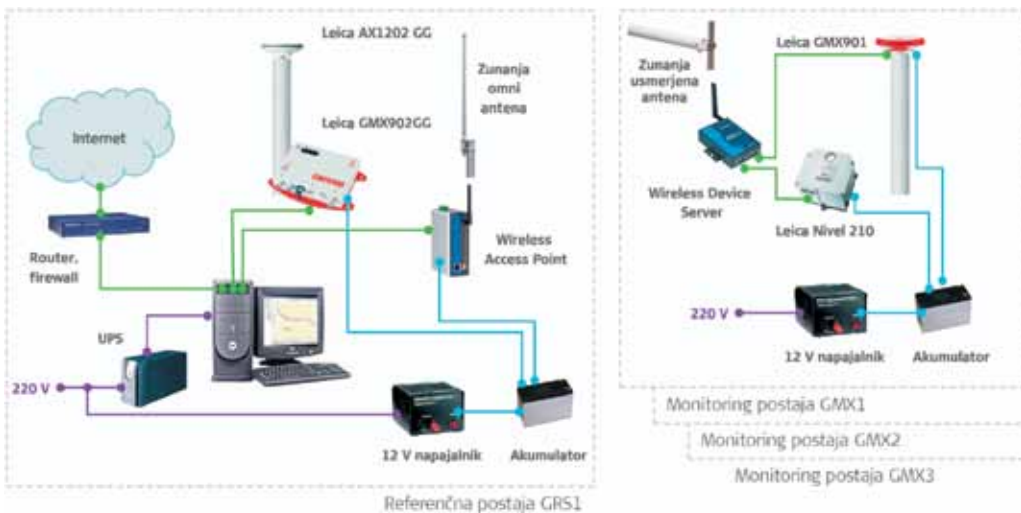 Leica AX1202 GG
Zunanja
omni
antena
Internet
Leica GMX902GG
Router,
firewall
Wireless
Access Point
UPS
220 V
12 V napajalnik
Akumulator
Referenčna postaja GRS1
Zunanja
usmerjena
antena
Leica GMX901
Wireless Device
Server
Leica Nivel 210
220 V
12 V napajalnik
Akumulator
Monitoring postaja GMX1
Monitoring postaja GMX2
Monitoring postaja GMX3